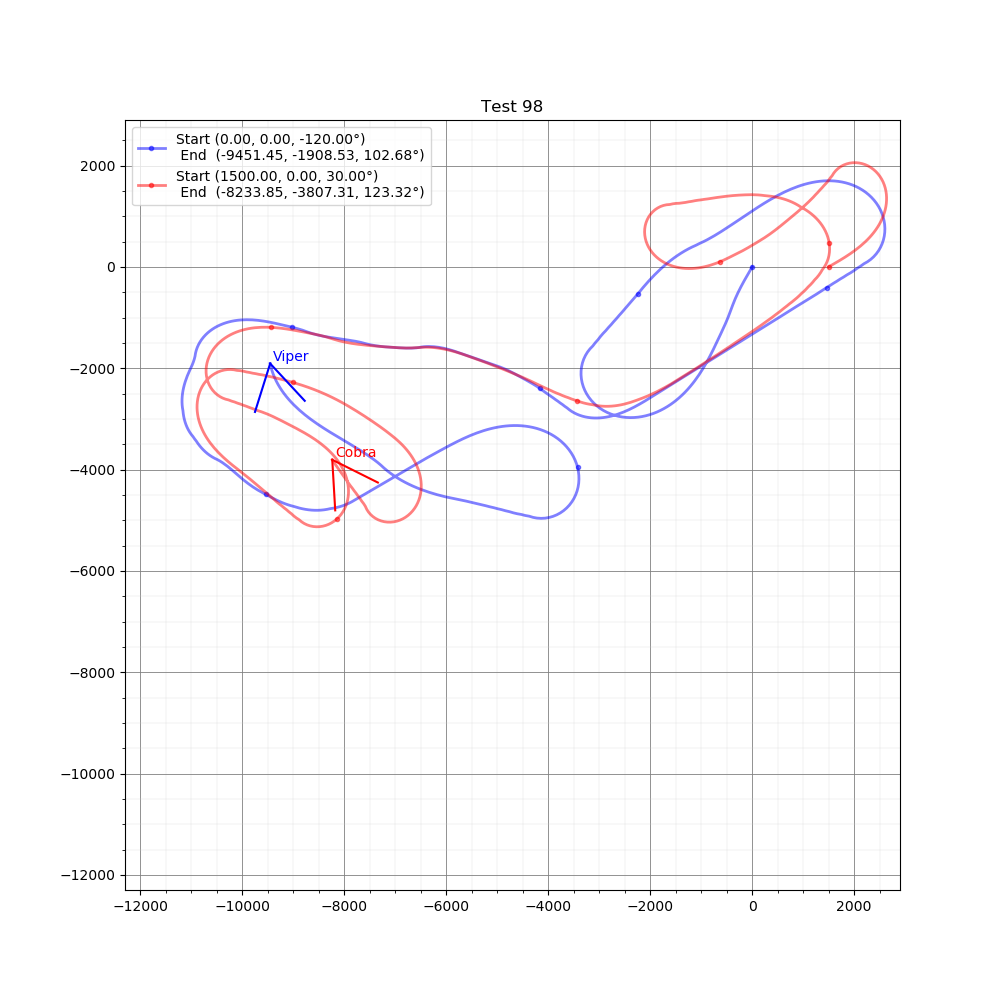 Test 98
Start (0.00, 0.00, -120.00°)
End (-9451.45, -1908.53, 102.68°)
Start (1500.00, 0.00, 30.00°)
End (-8233.85, -3807.31, 123.32°)
2000
0
−2000
−4000
−6000
−8000
−10000
−12000
Viper
Cobra
−12000 −10000 −8000 −6000 −4000 −2000 0 2000